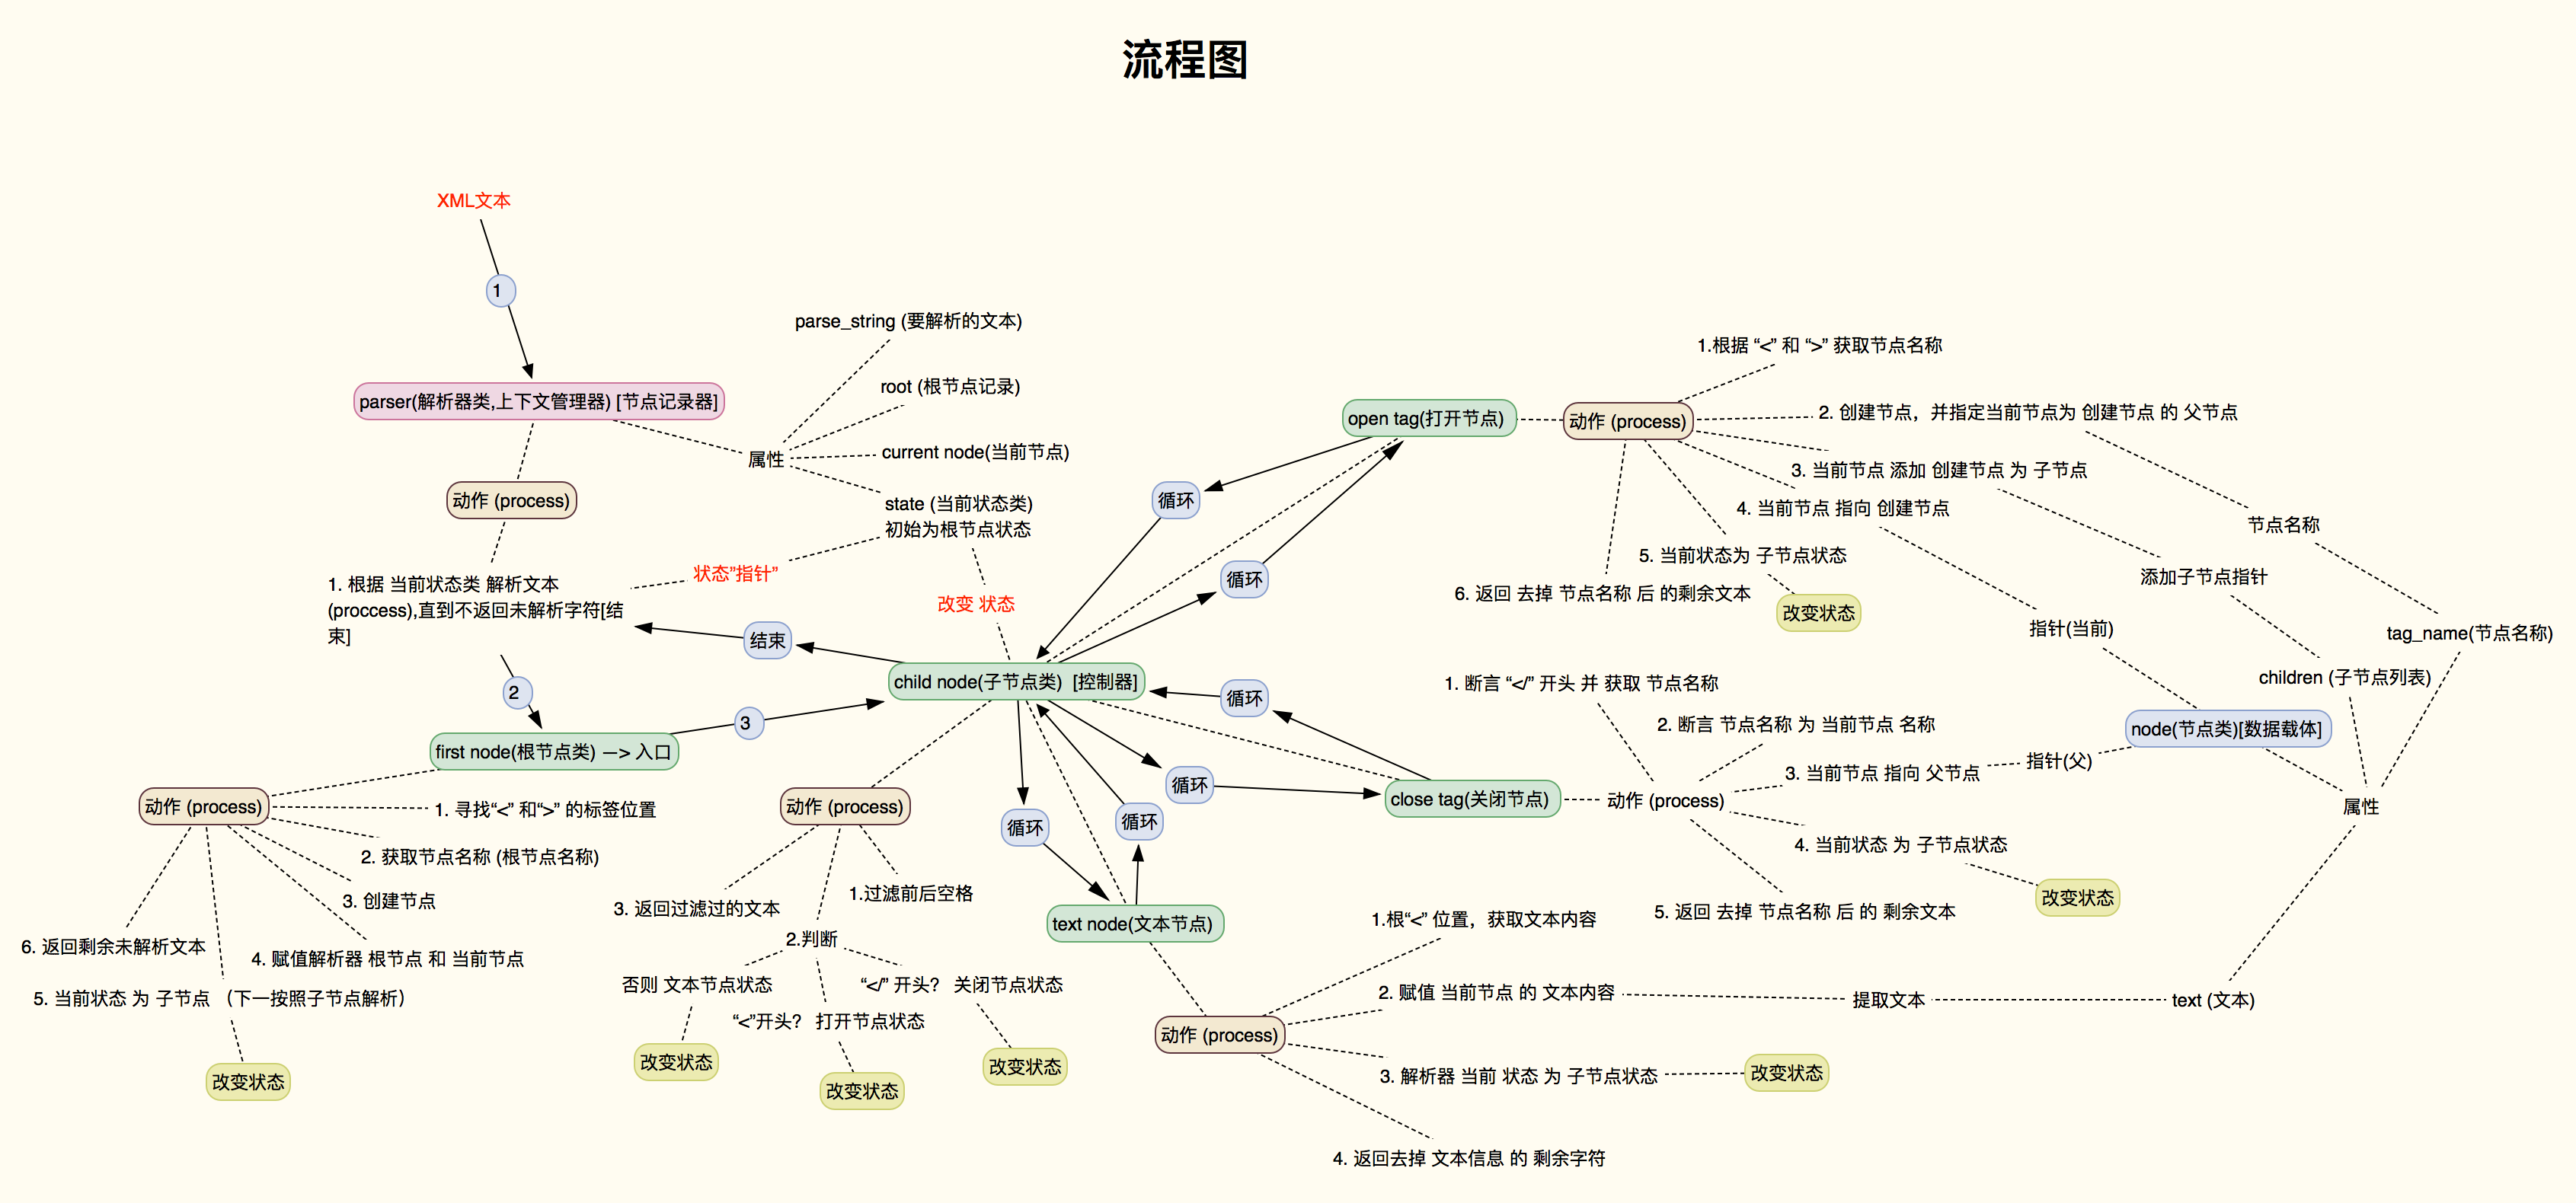 流程图
XML文本
1
parser(解析器类,上下文管理器) [节点记录器]
动作 (process)
1. 根据 当前状态类 解析文本
(proccess),直到不返回未解析字符[结
束]
属性
parse_string (要解析的文本)
root (根节点记录)
current node(当前节点)
state (当前状态类)
初始为根节点状态
状态”指针”
改变 状态
结束
2
first node(根节点类) —> 入口
3
动作 (process)
1. 寻找“<” 和“>” 的标签位置
2. 获取节点名称 (根节点名称)
3. 创建节点
4. 赋值解析器 根节点 和 当前节点
5. 当前状态 为 子节点 （下一按照子节点解析）
6. 返回剩余未解析文本
改变状态
child node(子节点类)  [控制器]
动作 (process)
1.过滤前后空格
2.判断
3. 返回过滤过的文本
否则 文本节点状态
“<”开头？ 打开节点状态
“</” 开头？ 关闭节点状态
改变状态
改变状态
改变状态
循环
循环
循环
循环
循环
循环
open tag(打开节点)
动作 (process)
1.根据 “<” 和 “>” 获取节点名称
2. 创建节点，并指定当前节点为 创建节点 的 父节点
3. 当前节点 添加 创建节点 为 子节点
4. 当前节点 指向 创建节点
5. 当前状态为 子节点状态
6. 返回 去掉 节点名称 后 的剩余文本
改变状态
节点名称
添加子节点指针
指针(当前)
tag_name(节点名称)
children (子节点列表)
node(节点类)[数据载体]
指针(父)
属性
close tag(关闭节点)
动作 (process)
1. 断言 “</” 开头 并 获取 节点名称
2. 断言 节点名称 为 当前节点 名称
3. 当前节点 指向 父节点
4. 当前状态 为 子节点状态
5. 返回 去掉 节点名称 后 的 剩余文本
改变状态
text node(文本节点)
动作 (process)
1.根“<” 位置，获取文本内容
2. 赋值 当前节点 的 文本内容
提取文本
text (文本)
3. 解析器 当前 状态 为 子节点状态
改变状态
4. 返回去掉 文本信息 的 剩余字符